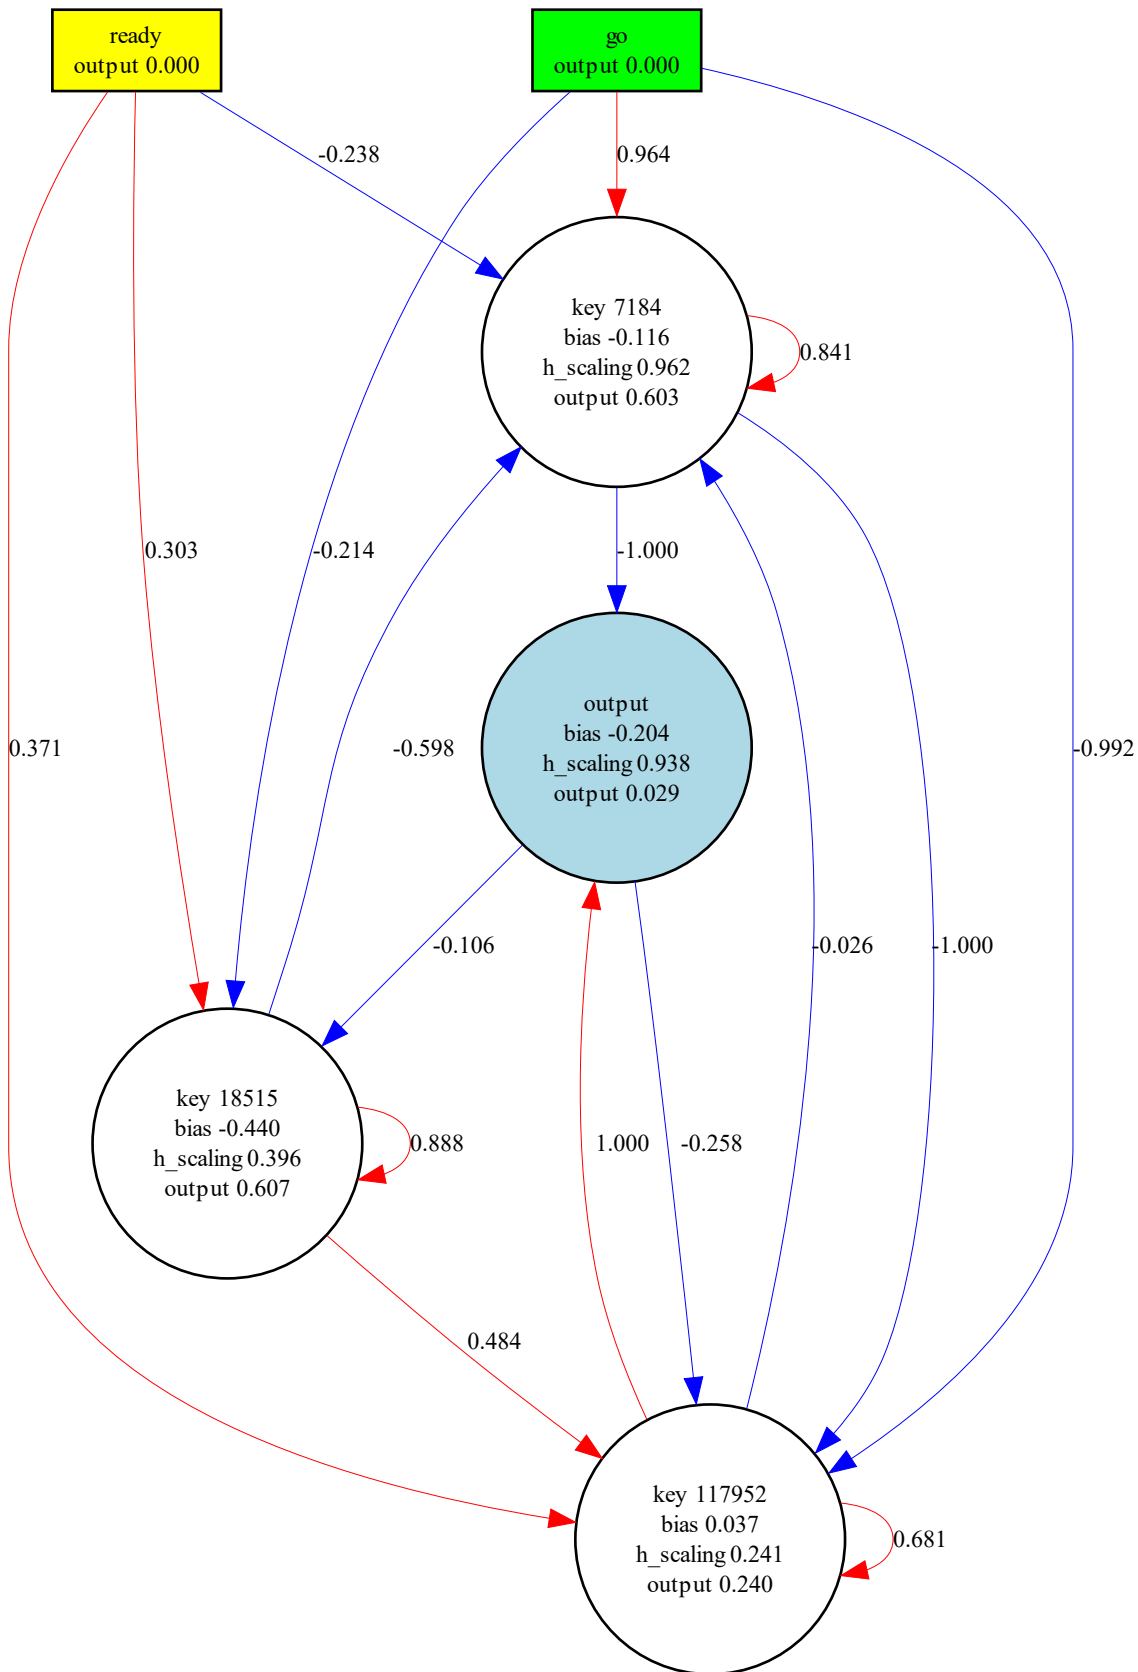 ready
output 0.000
go
output 0.000
-0.238
0.964
key 7184
bias -0.116
h_scaling 0.962
output 0.603
0.841
0.303
-0.214
-1.000
output
bias -0.204
h_scaling 0.938
output 0.029
0.371
-0.598
-0.992
-0.106
-0.026
-1.000
key 18515
bias -0.440
h_scaling 0.396
output 0.607
0.888
1.000
-0.258
0.484
key 117952
bias 0.037
h_scaling 0.241
output 0.240
0.681